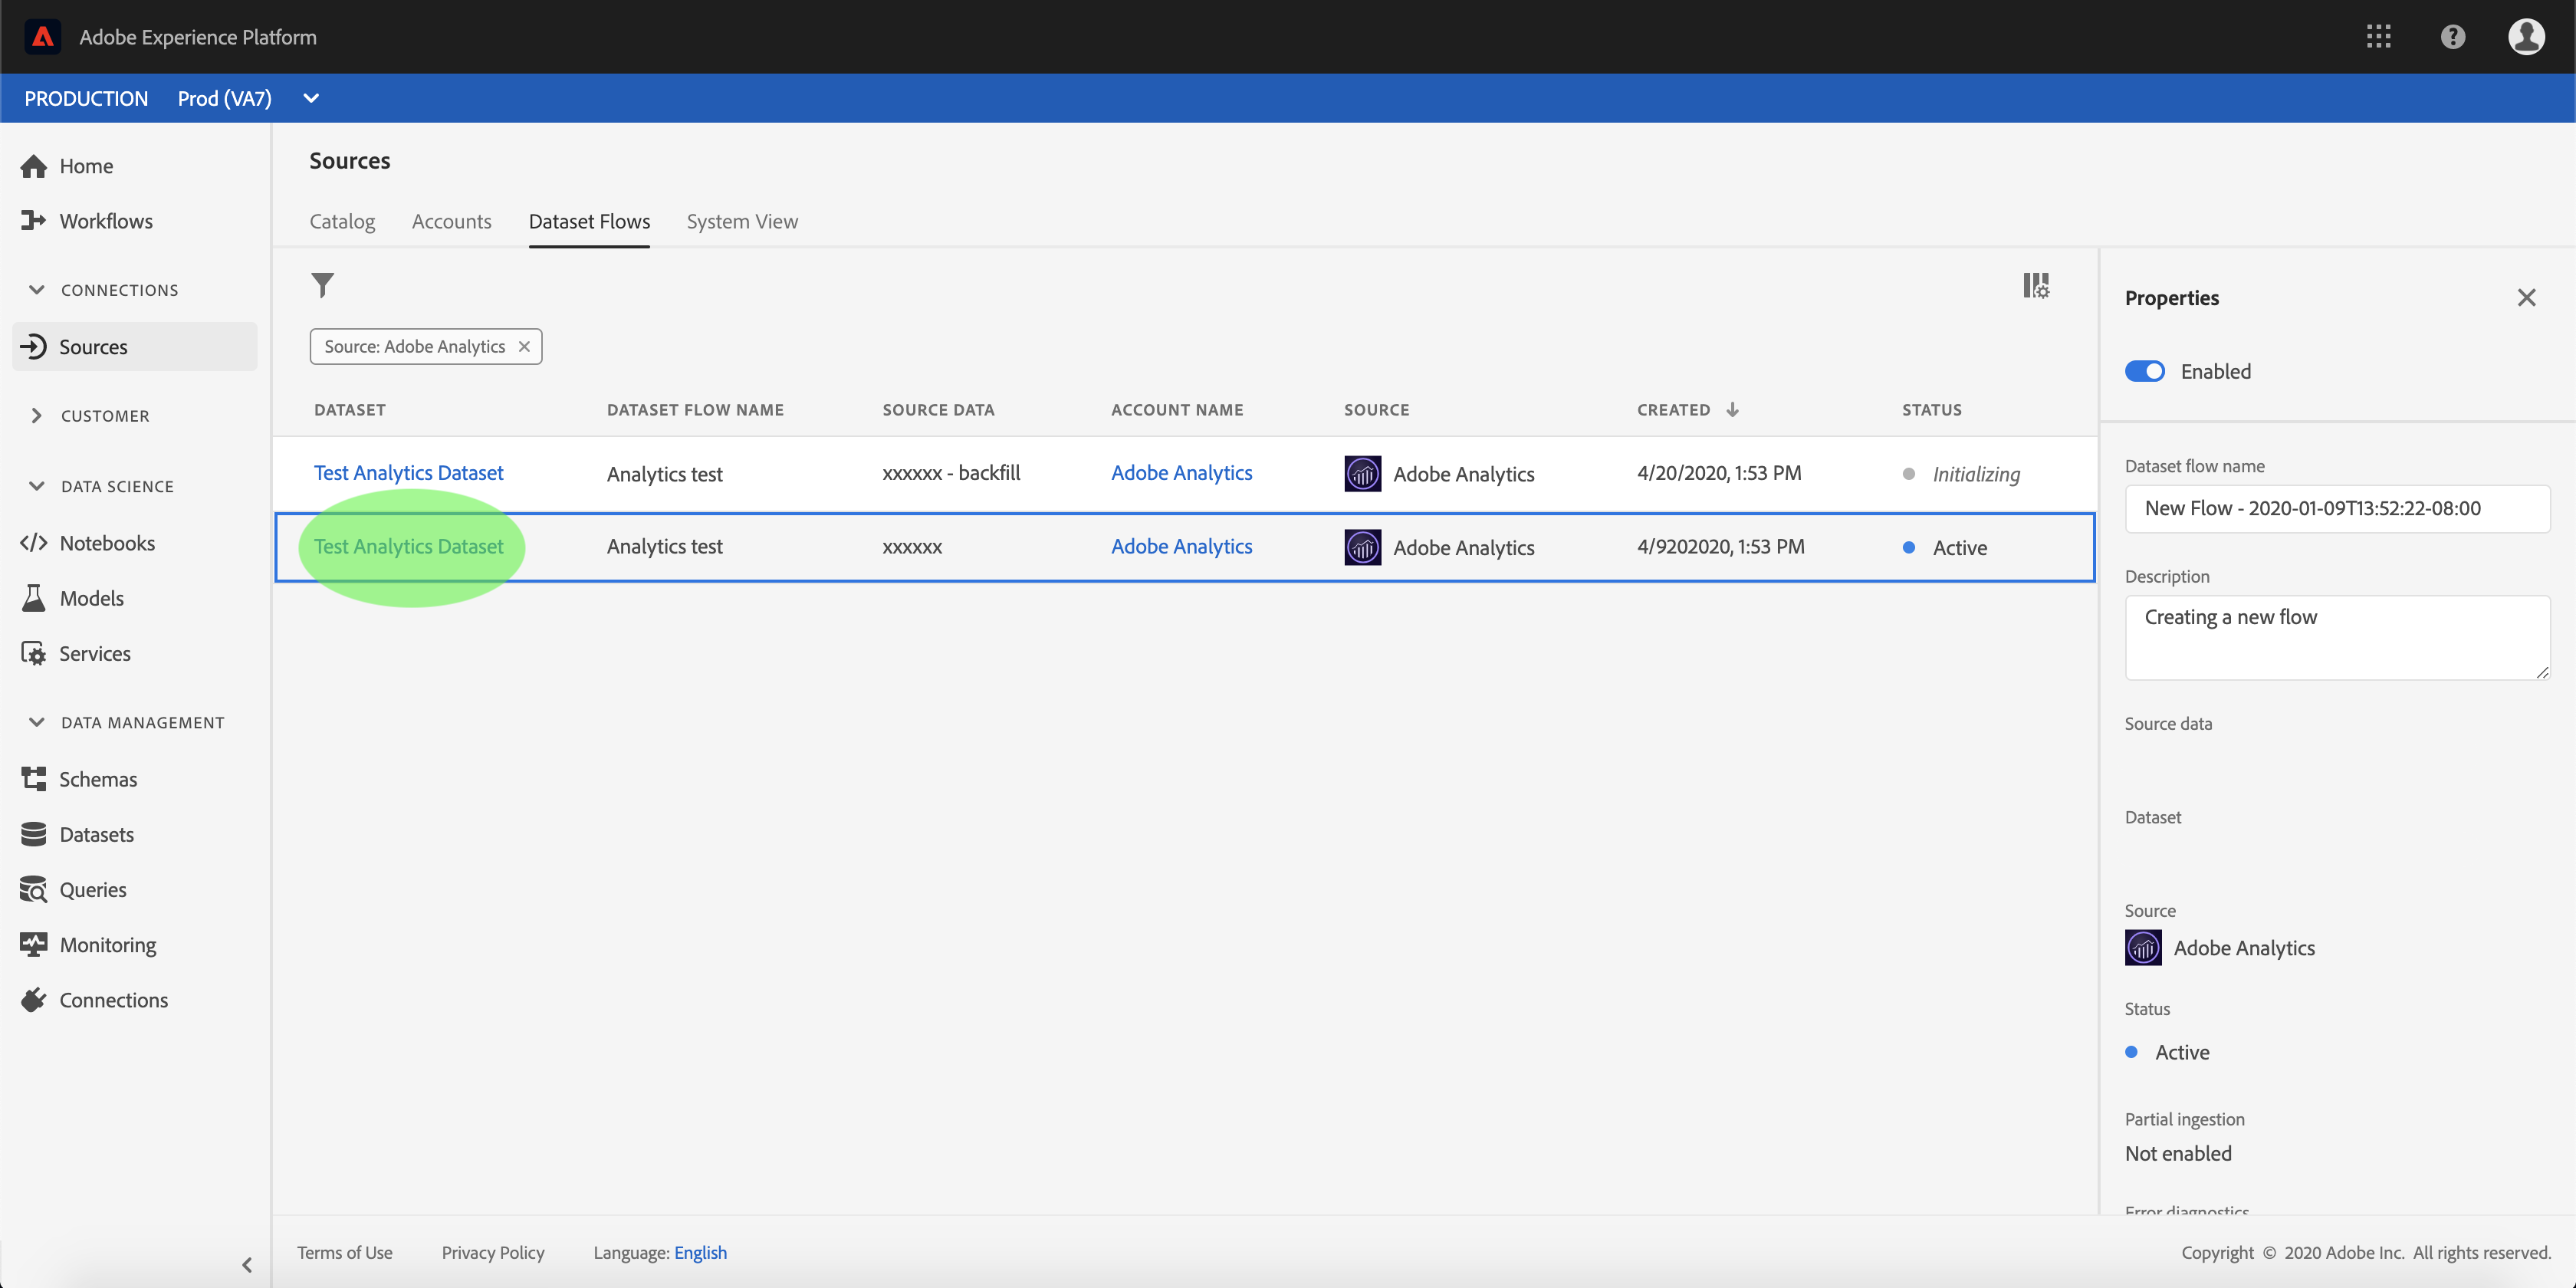 Adobe Experience Platform
PRODUCTION Prod (VA7)
Home
Workflows
CONNECTIONS
Sources
CUSTOMER
DATA SCIENCE
Notebooks
Models
Services
DATA MANAGEMENT
Schemas
Datasets
Queries
Monitoring
Connections
Sources
Catalog Accounts Dataset Flows System View
Source: Adobe Analytics
DATASET DATASET FLOW NAME SOURCE DATA ACCOUNT NAME SOURCE CREATED STATUS
Test Analytics Dataset Analytics test xxxxxx - backfill Adobe Analytics Adobe Analytics 4/20/2020, 1:53 PM Initializing
Test Analytics Dataset Analytics test xxxxxx Adobe Analytics Adobe Analytics 4/9202020, 1:53 PM Active
Properties
Enabled
Dataset flow name
New Flow - 2020-01-09T13:52:22-08:00
Description
Creating a new flow
Source data
Dataset
Source
Adobe Analytics
Status
Active
Partial ingestion
Not enabled
Error diagnostics
Terms of Use Privacy Policy Language: English
Copyright © 2020 Adobe Inc. All rights reserved.